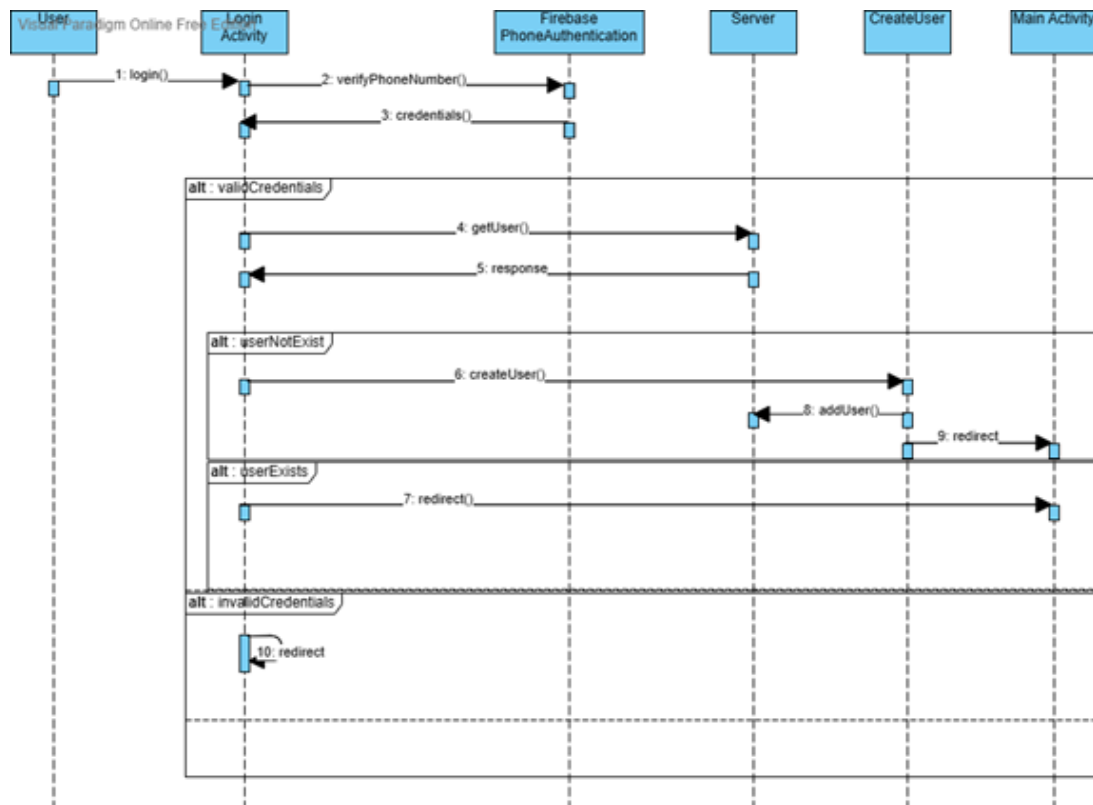 Visual Paradigm Online Free Edition
User
Login
Activity
Firebase
PhoneAuthentication
Server
CreateUser
Main Activity
1: login()
2: verifyPhoneNumber()
3: credentials()
alt : validCredentials
4: getUser()
5: response
alt : userNotExist
6: createUser()
8: addUser()
9: redirect
alt : userExists
7: redirect()
alt : invalidCredentials
10: redirect